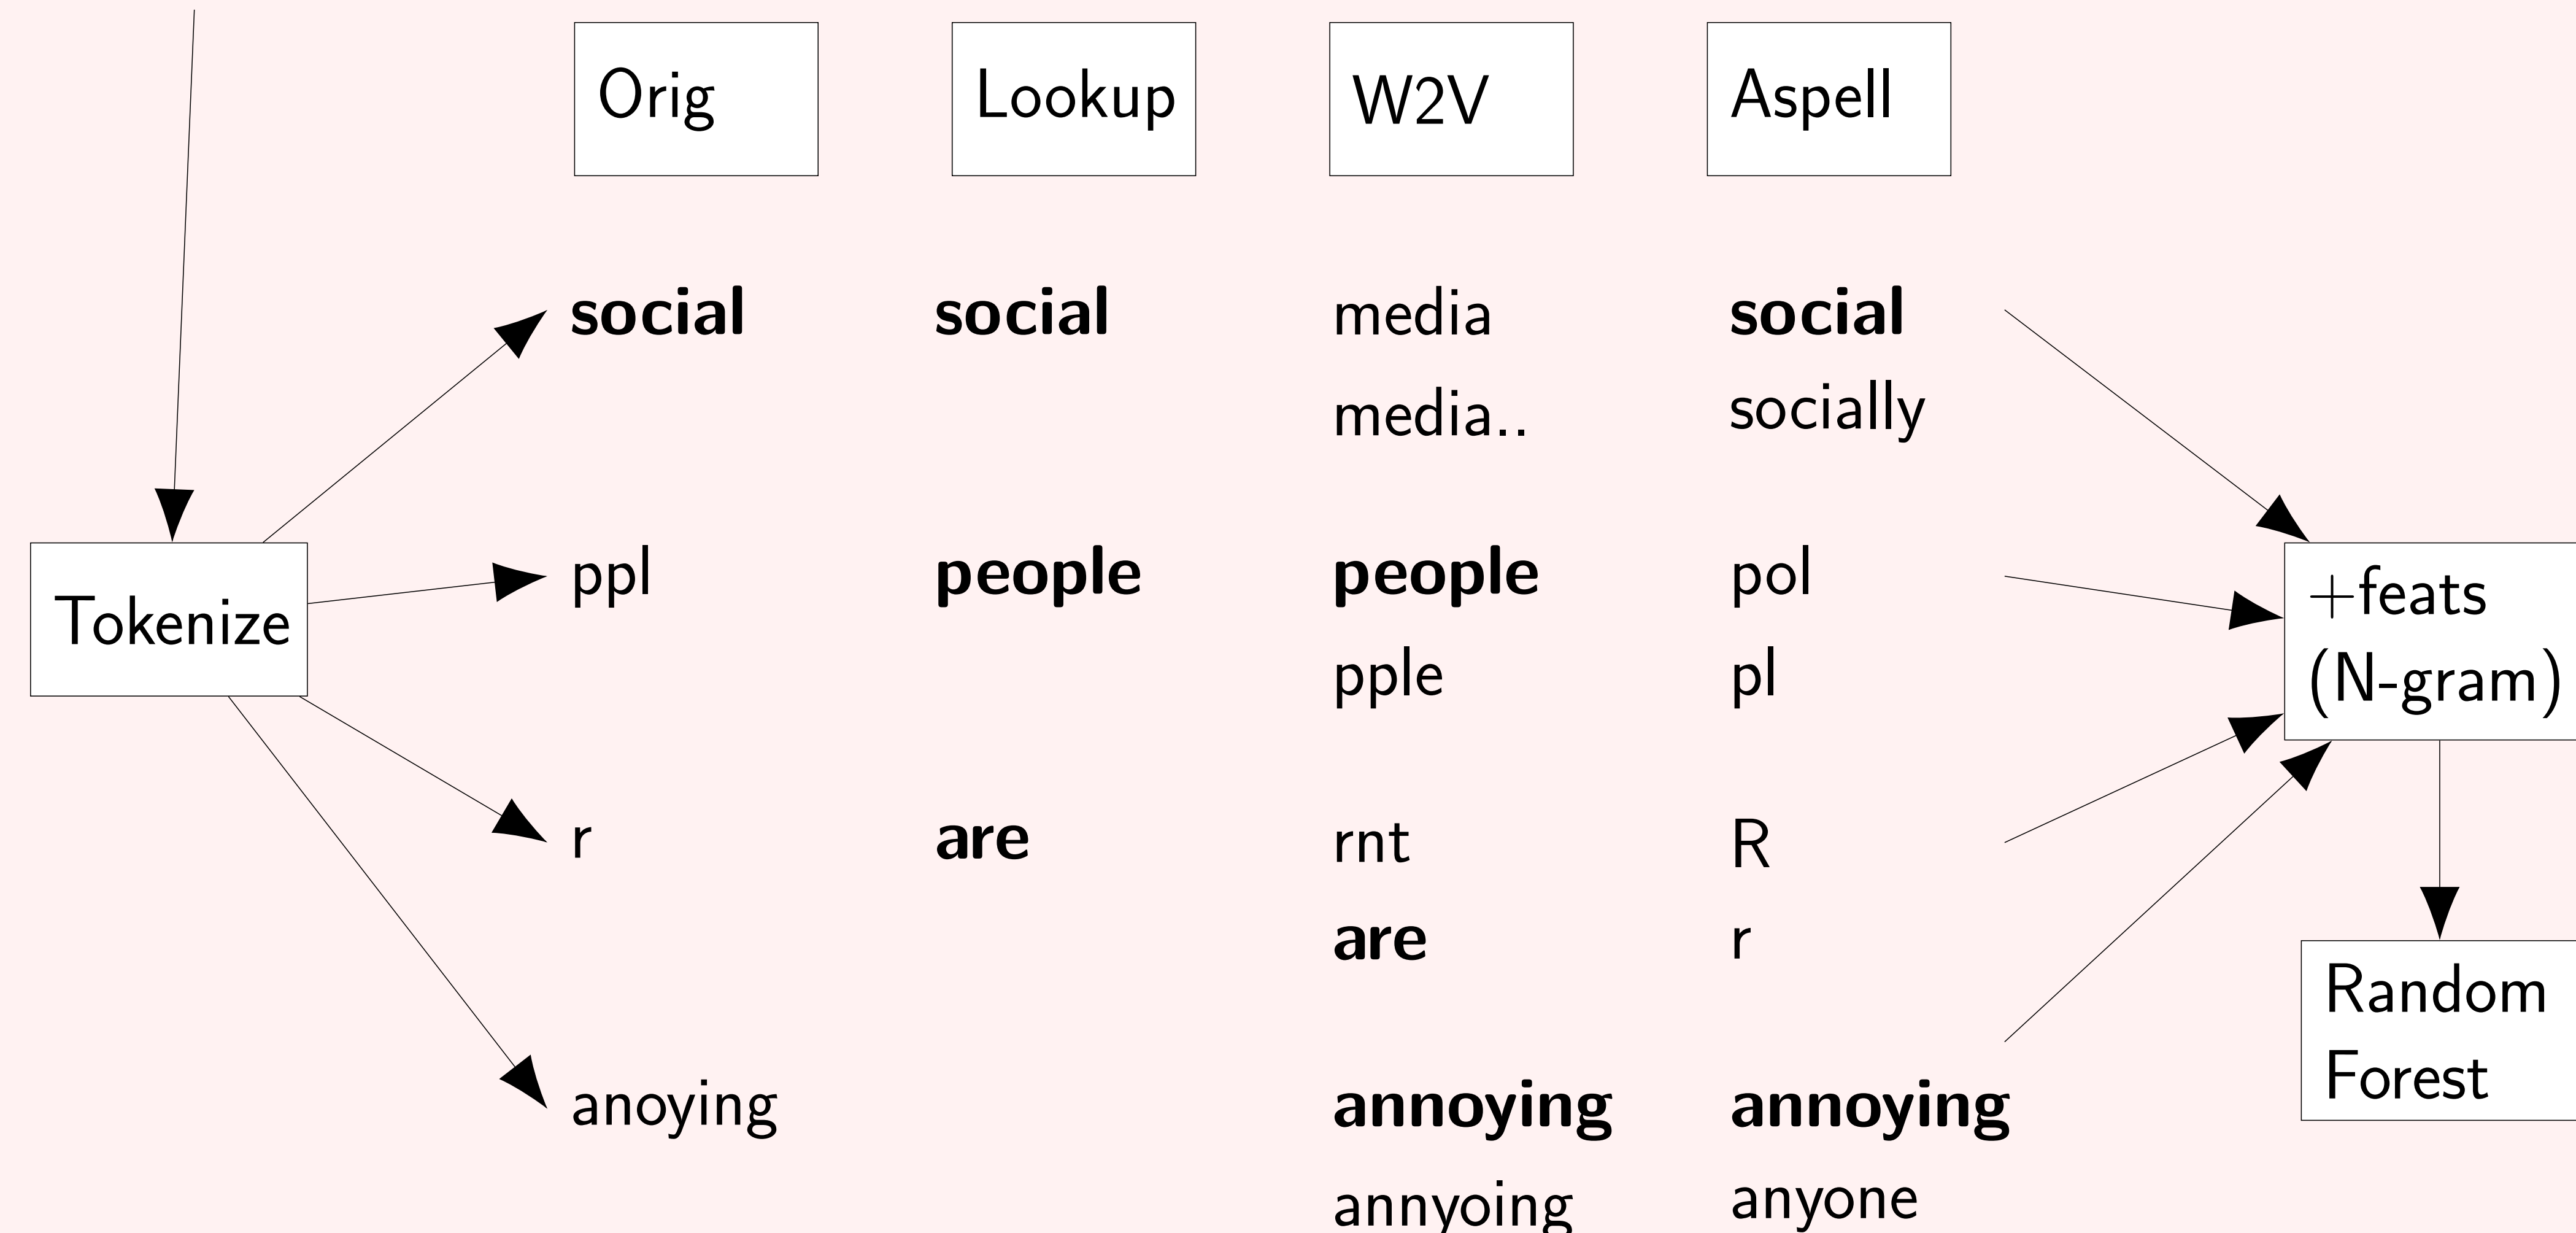 Orig Lookup W2V Aspell
social social media social
media.. socially
ppl people people pol
pple pl
Tokenize
+feats
(N-gram)
r are rnt R
are r
Random
Forest
anoying annoying annoying
annyoing anyone